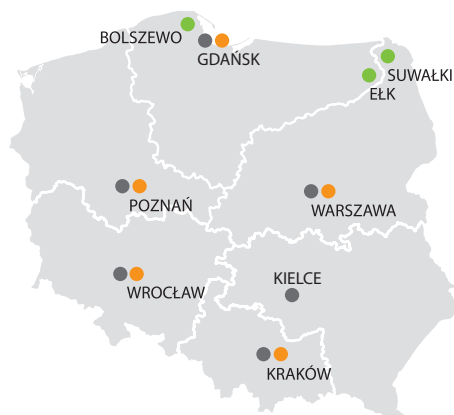 BOLSZEWO
GDAŃSK
SUWAŁKI
EŁK
POZNAŃ
WARSZAWA
KIELCE
WROCŁAW
KRAKÓW